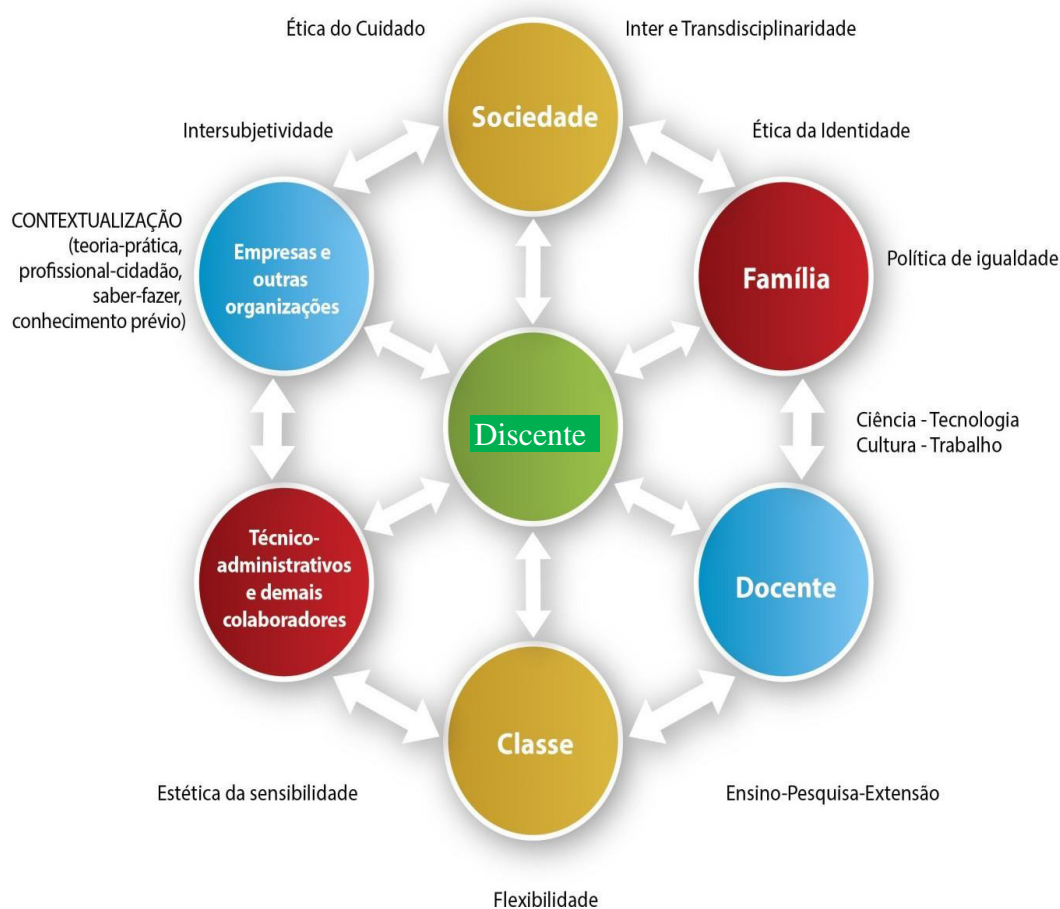 Ética do Cuidado
Inter e Transdisciplinaridade
Sociedade
Intersubjetividade
Ética da Identidade
CONTEXTUALIZAÇÃO
(teoria-prática,
profissional-cidadão,
saber-fazer,
conhecimento prévio)
Empresas e
outras
organizações
Família
Política de igualdade
Discente
Ciência - Tecnologia
Cultura - Trabalho
Técnico-
administrativos
e demais
colaboradores
Docente
Classe
Estética da sensibilidade
Ensino-Pesquisa-Extensão
Flexibilidade